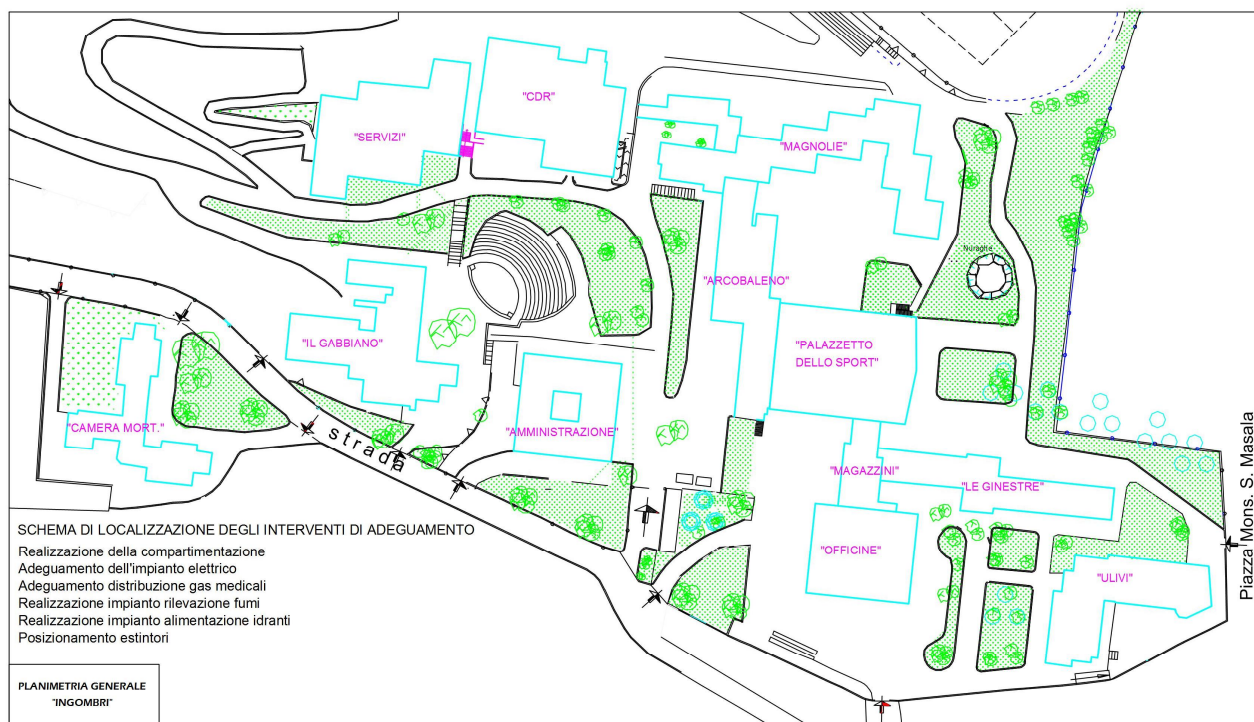 "CDR"
"SERVIZI"
"MAGNOLIE"
Nuraghe
"ARCOBALENO"
"IL GABBIANO"
"PALAZZETTO
DELLO SPORT"
"CAMERA MORT."
strada
"AMMINISTRAZIONE"
"MAGAZZINI"
"LE GINESTRE"
"OFFICINE"
"ULIVI"
Piazza Mons. S. Masala
SCHEMA DI LOCALIZZAZIONE DEGLI INTERVENTI DI ADEGUAMENTO
Realizzazione della compartimentazione
Adeguamento dell'impianto elettrico
Adeguamento distribuzione gas medicali
Realizzazione impianto rilevazione fumi
Realizzazione impianto alimentazione idranti
Posizionamento estintori
PLANIMETRIA GENERALE
"INGOMBRI"